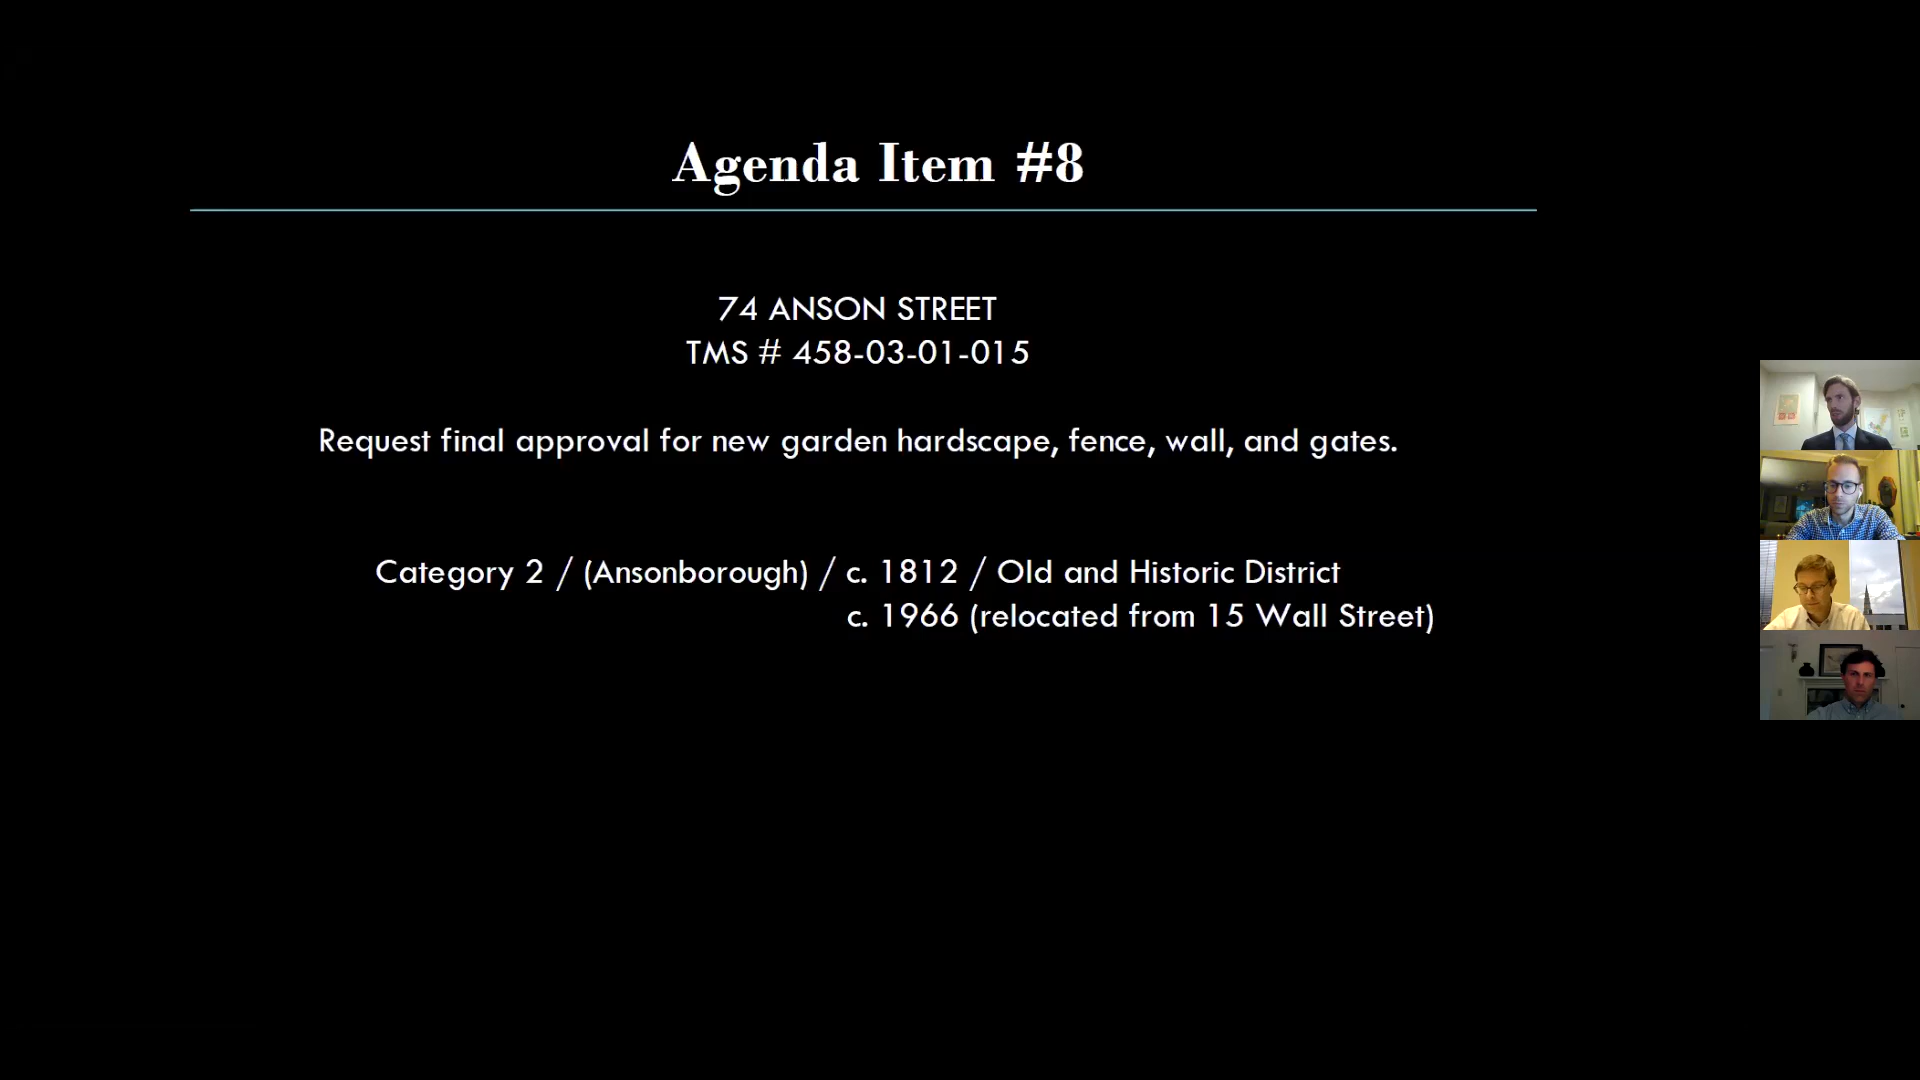 Agenda Item #8
74 ANSON STREET
TMS # 458-03-01-015
Request final approval for new garden hardscape, fence, wall, and gates.
Category 2 / (Ansonborough) / c. 1812 / Old and Historic District
c. 1966 (relocated from 15 Wall Street)